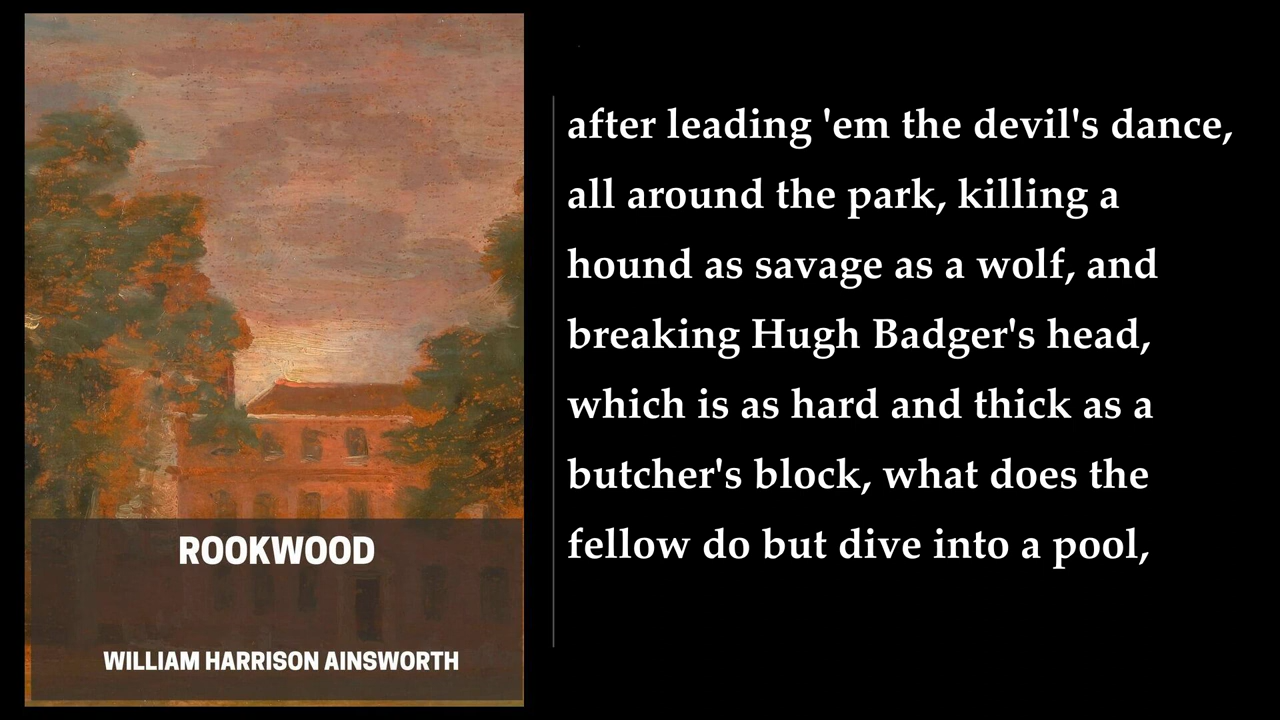 ROOKWOOD
WILLIAM HARRISON AINSWORTH
after leading 'em the devil's dance,
all around the park, killing a
hound as savage as a wolf, and
breaking Hugh Badger's head,
which is as hard and thick as a
butcher's block, what does the
fellow do but dive into a pool,